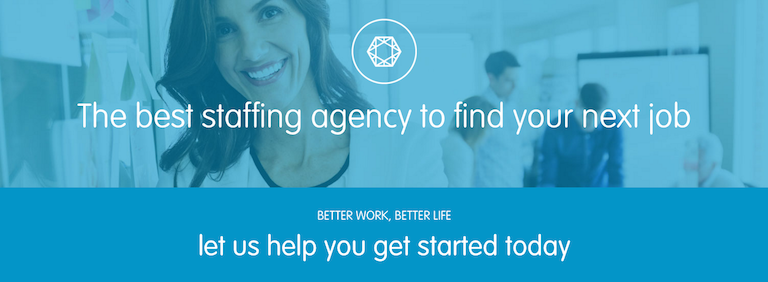 The best staffing agency to find your next job
BETTER WORK, BETTER LIFE
let us help you get started today